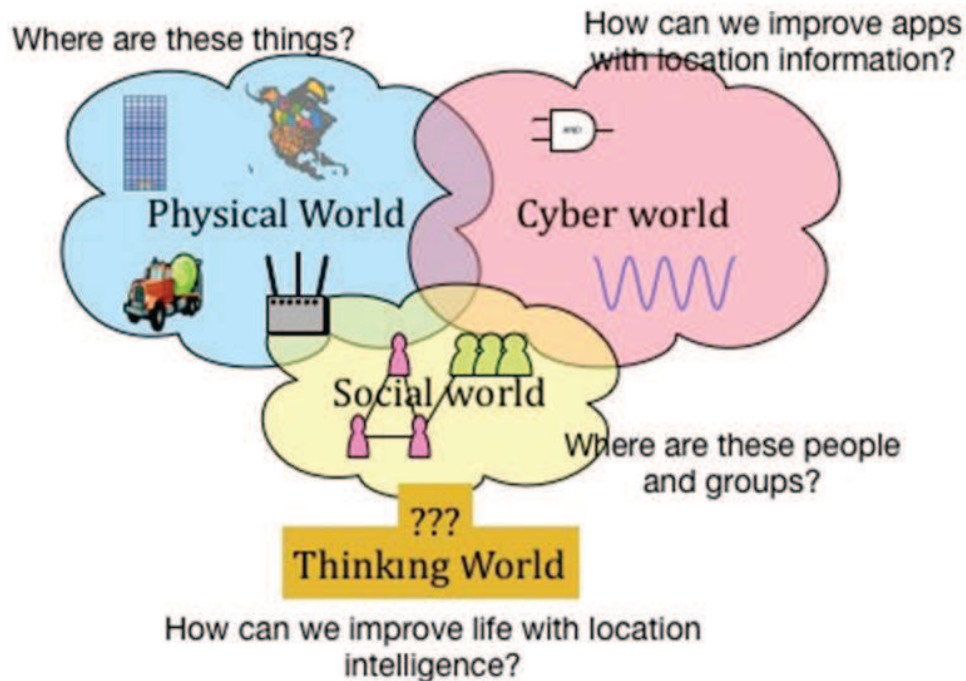 Where are these things?
How can we improve apps
with location information?
AND
Physical World
Cyber world
Social world
Where are these people
and groups?
???
Thinking World
How can we improve life with location
intelligence?